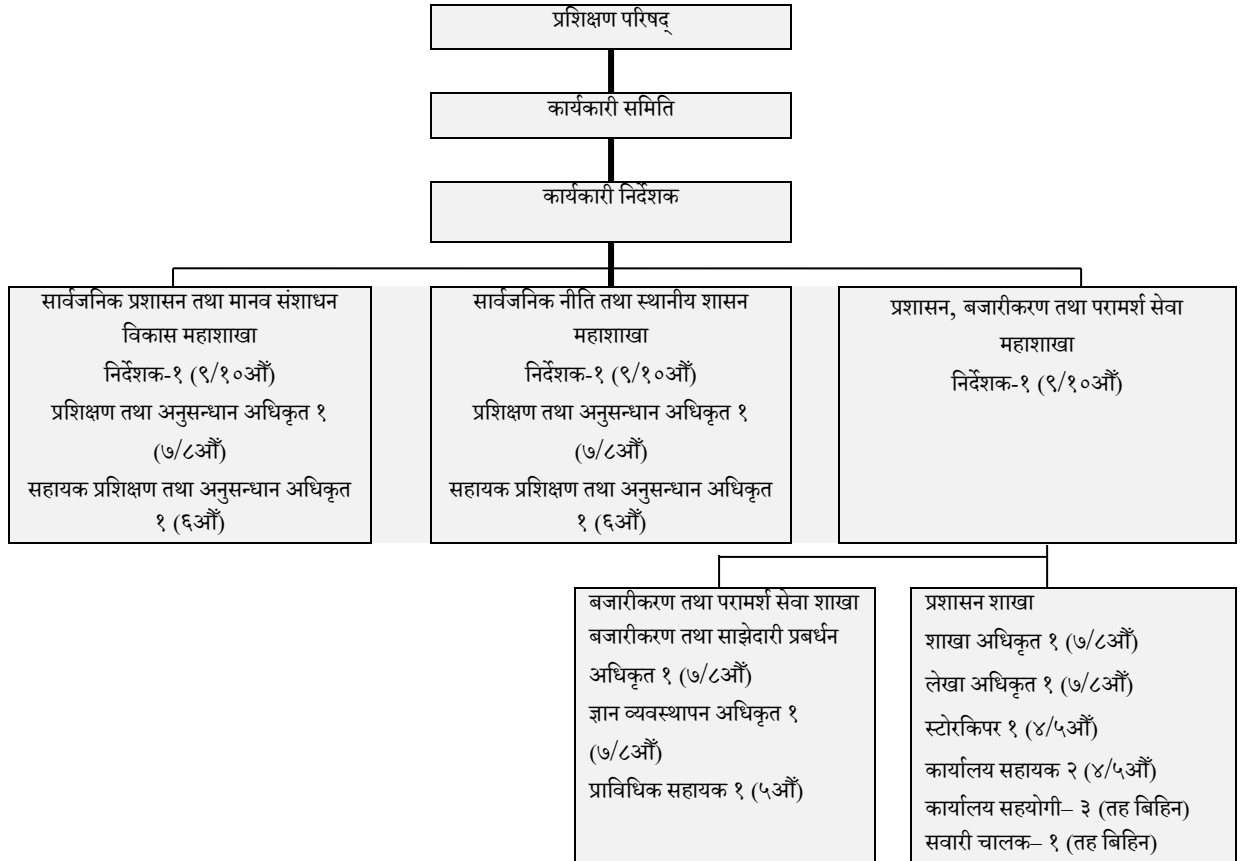 प्रशिक्षण परिषद्
कार्यकारी समिति
कार्यकारी निर्देशक
सार्वजनिक प्रशासन तथा मानव संशाधन
विकास महाशाखा
निर्देशक-१ (९/१०औँ)
प्रशिक्षण तथा अनुसन्धान अधिकृत १
(७/८औँ)
सहायक प्रशिक्षण तथा अनुसन्धान अधिकृत
१ (६औँ)
सार्वजनिक नीति तथा स्थानीय शासन
महाशाखा
निर्देशक-१ (९/१०औँ)
प्रशिक्षण तथा अनुसन्धान अधिकृत १
(७/८औँ)
सहायक प्रशिक्षण तथा अनुसन्धान अधिकृत
१ (६औँ)
प्रशासन, बजारीकरण तथा परामर्श सेवा
महाशाखा
निर्देशक-१ (९/१०औँ)
बजारीकरण तथा परामर्श सेवा शाखा
बजारीकरण तथा साझेदारी प्रबर्धन
अधिकृत १ (७/८औँ)
ज्ञान व्यवस्थापन अधिकृत १
(७/८औँ)
प्राविधिक सहायक १ (५औँ)
प्रशासन शाखा
शाखा अधिकृत १ (७/८औँ)
लेखा अधिकृत १ (७/८औँ)
स्टोरकिपर १ (४/५औँ)
कार्यालय सहायक २ (४/५औँ)
कार्यालय सहयोगी– ३ (तह बिहिन)
सवारी चालक– १ (तह बिहिन)